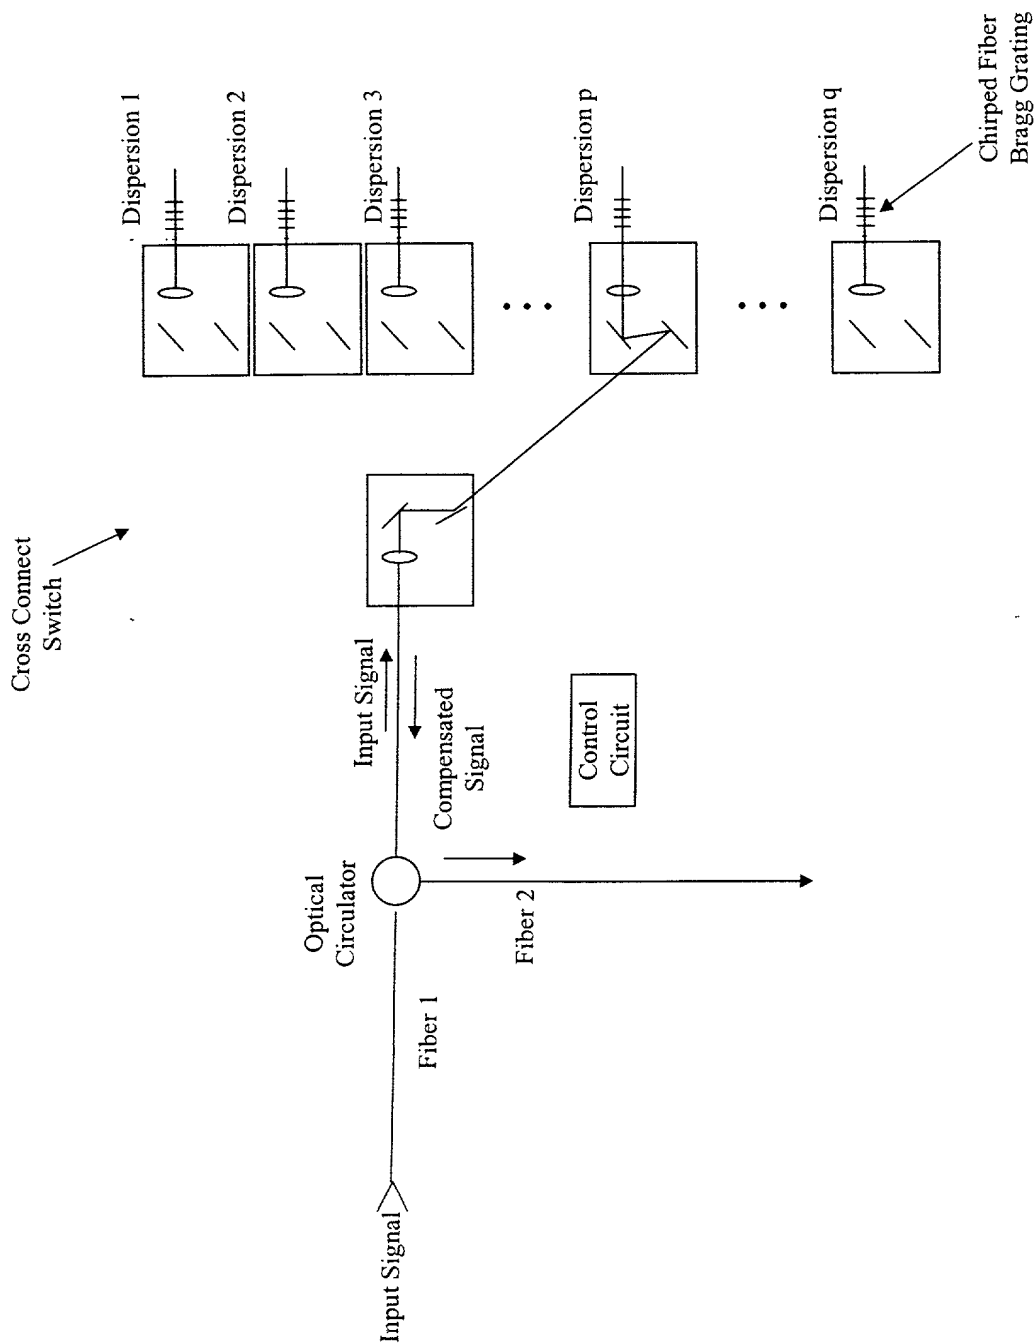 Cross Connect
Switch
Dispersion 1
Dispersion 2
Dispersion 3
Dispersion p
Dispersion q
Chirped Fiber
Bragg Grating
Input Signal
Compensated
Signal
Control
Circuit
Optical
Circulator
Fiber 2
Fiber 1
Input Signal